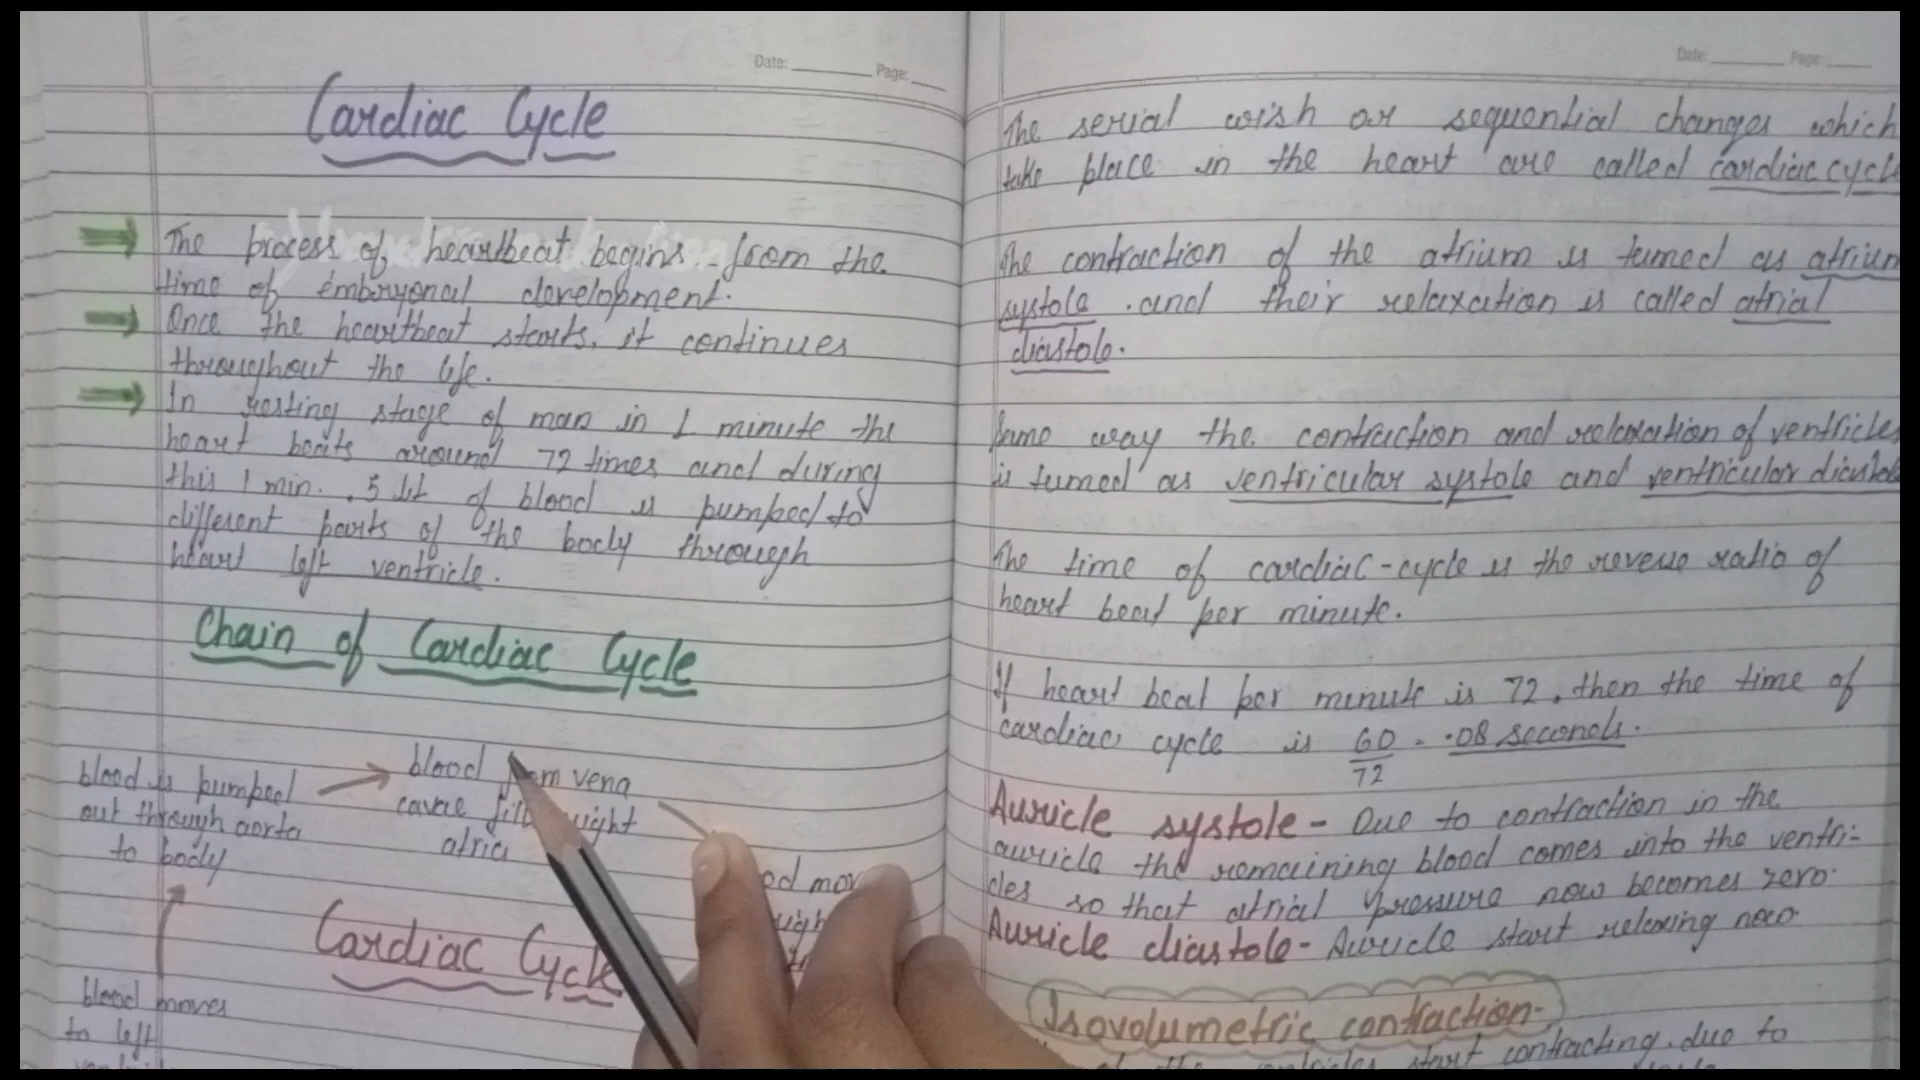 Date: Page:
Cardiac Cycle
The process of heartbeat begins from the
time of embryonal development.
Once the heartbeat starts, it continues
throughout the life.
In resting stage of man in 1 minute the
heart beats around 72 times and during
this 1 min. .5 lit of blood is pumped to
different parts of the body through
heart left ventricle.
Chain of Cardiac Cycle
blood is pumped
out through aorta
to body
blood vena
cavae right
atria
Cardiac Cycle
blood moves
to left
Date: Page:
The serial wish or sequential changes which
take place in the heart are called cardiac cycle
The contraction of the atrium is tumed as atrium
systole . and their relaxation is called atrial
diastole.
Same way the contraction and relaxation of ventricles
is tumed as ventricular systole and ventricular diastole
The time of cardiac-cycle is the reverse ratio of
heart beat per minute.
If heart beat per minute is 72, then the time of
cardiac cycle is 60/72 = .08 seconds.
Auricle systole - Due to contraction in the
auricle the remaining blood comes into the ventri-
cles so that atrial pressure now becomes zero.
Auricle diastole - Auricle start relaxing now
Isovolumetric contraction-
start contracting due to